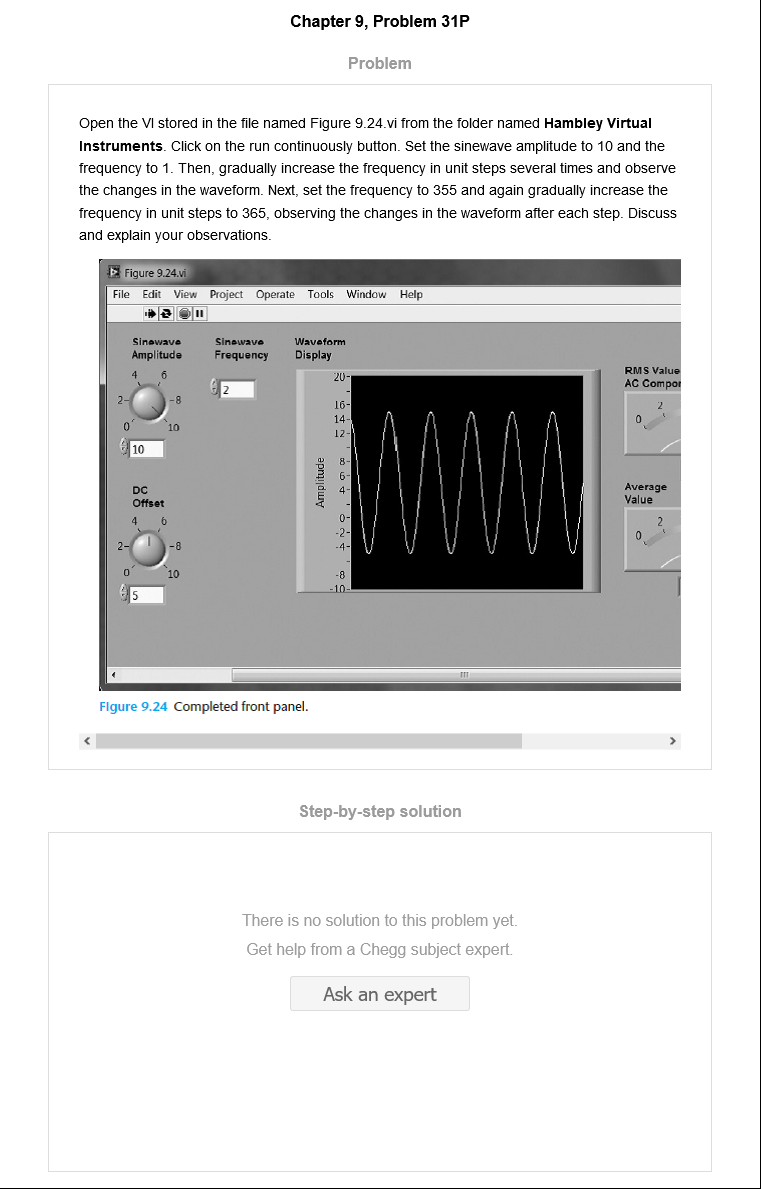 Chapter 9, Problem 31P
Problem
Open the VI stored in the file named Figure 9.24.vi from the folder named Hambley Virtual
Instruments. Click on the run continuously button. Set the sinewave amplitude to 10 and the
frequency to 1. Then, gradually increase the frequency in unit steps several times and observe
the changes in the waveform. Next, set the frequency to 355 and again gradually increase the
frequency in unit steps to 365, observing the changes in the waveform after each step. Discuss
and explain your observations.
Figure 9.24.vi
File Edit View Project Operate Tools Window Help
Sinewave Amplitude
4 6
2- -8
0 10
10
Sinewave Frequency
2
Waveform Display
20-
16-
14-
12-
8-
6-
4-
0-
-2-
-4-
-8
-10-
Amplitude
RMS Value
AC Compor
2
0
DC Offset
4 6
2- -8
0 10
5
Average Value
2
0
Figure 9.24 Completed front panel.
Step-by-step solution
There is no solution to this problem yet.
Get help from a Chegg subject expert.
Ask an expert